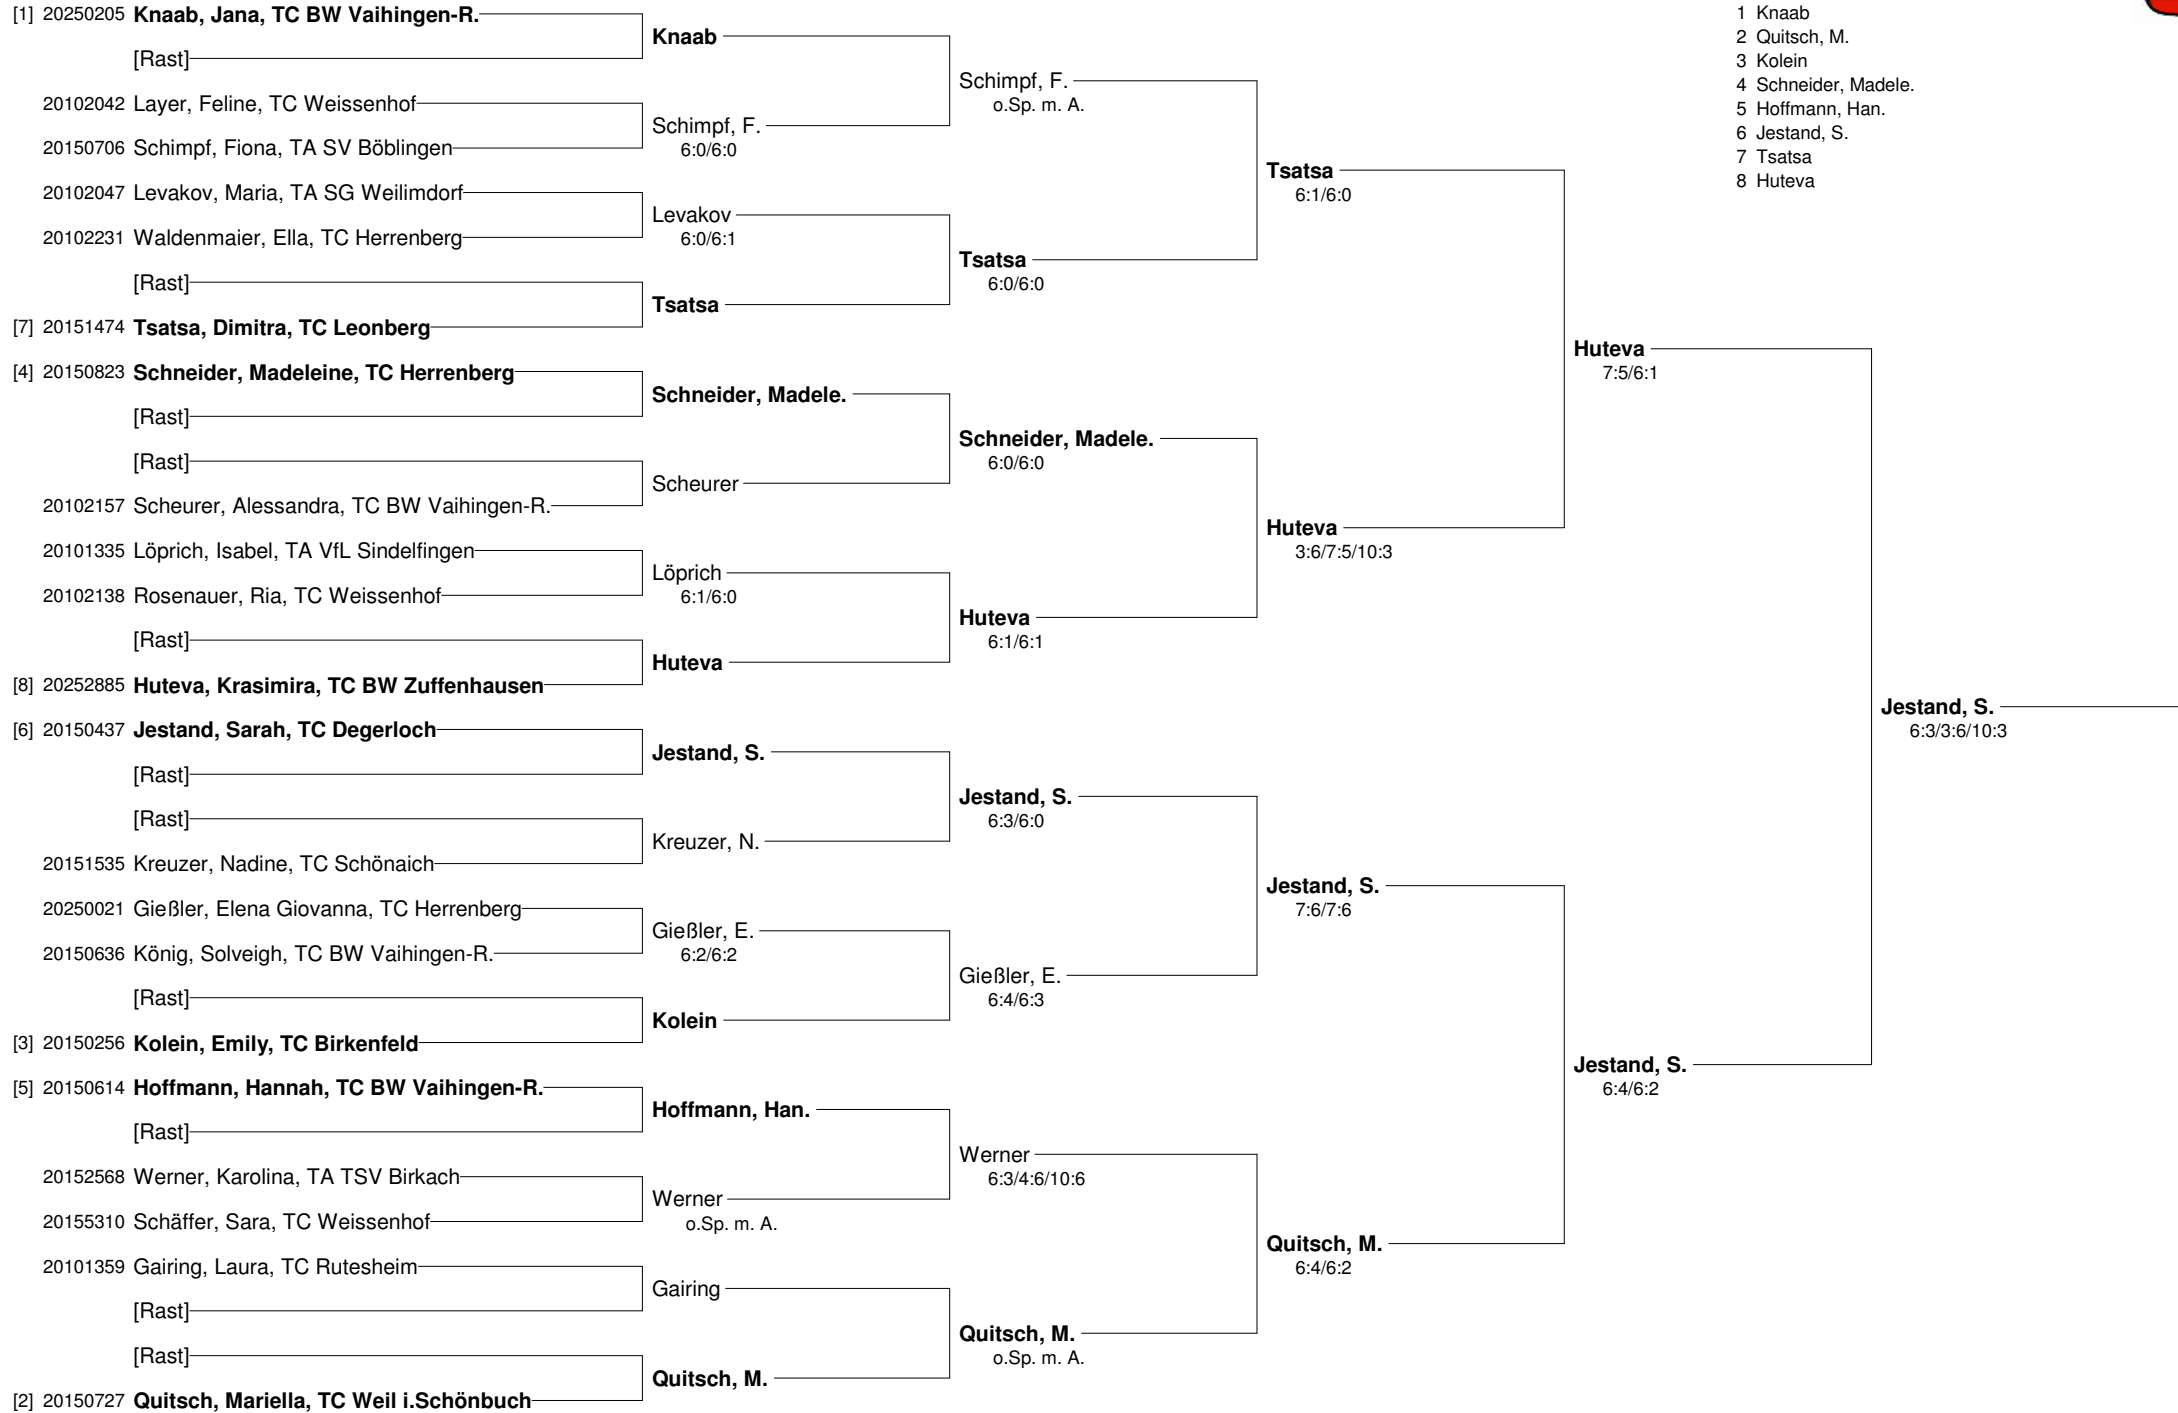 [1] 20250205 Knaab, Jana, TC BW Vaihingen-R.
[Rast]
20102042 Layer, Feline, TC Weissenhof
20150706 Schimpf, Fiona, TA SV Böblingen
20102047 Levakov, Maria, TA SG Weilimdorf
20102231 Waldenmaier, Ella, TC Herrenberg
[Rast]
[7] 20151474 Tsatsa, Dimitra, TC Leonberg
[4] 20150823 Schneider, Madeleine, TC Herrenberg
[Rast]
[Rast]
20102157 Scheurer, Alessandra, TC BW Vaihingen-R.
20101335 Löprich, Isabel, TA VfL Sindelfingen
20102138 Rosenauer, Ria, TC Weissenhof
[Rast]
[8] 20252885 Huteva, Krasimira, TC BW Zuffenhausen
[6] 20150437 Jestand, Sarah, TC Degerloch
[Rast]
[Rast]
20151535 Kreuzer, Nadine, TC Schönaich
20250021 Gießler, Elena Giovanna, TC Herrenberg
20150636 König, Solveigh, TC BW Vaihingen-R.
[Rast]
[3] 20150256 Kolein, Emily, TC Birkenfeld
[5] 20150614 Hoffmann, Hannah, TC BW Vaihingen-R.
[Rast]
20152568 Werner, Karolina, TA TSV Birkach
20155310 Schäffer, Sara, TC Weissenhof
20101359 Gairing, Laura, TC Rutesheim
[Rast]
[Rast]
[2] 20150727 Quitsch, Mariella, TC Weil i.Schönbuch
Knaab
Schimpf, F.
6:0/6:0
Levakov
6:0/6:1
Tsatsa
Schneider, Madele.
Scheurer
Löprich
6:1/6:0
Huteva
Jestand, S.
Kreuzer, N.
Gießler, E.
6:2/6:2
Kolein
Hoffmann, Han.
Werner
o.Sp. m. A.
Gairing
Quitsch, M.
Schimpf, F.
o.Sp. m. A.
Tsatsa
6:0/6:0
Schneider, Madele.
6:0/6:0
Huteva
6:1/6:1
Jestand, S.
6:3/6:0
Gießler, E.
6:4/6:3
Werner
6:3/4:6/10:6
Quitsch, M.
o.Sp. m. A.
Tsatsa
6:1/6:0
Huteva
3:6/7:5/10:3
Jestand, S.
7:6/7:6
Quitsch, M.
6:4/6:2
Huteva
7:5/6:1
Jestand, S.
6:4/6:2
Jestand, S.
6:3/3:6/10:3
1 Knaab
2 Quitsch, M.
3 Kolein
4 Schneider, Madele.
5 Hoffmann, Han.
6 Jestand, S.
7 Tsatsa
8 Huteva